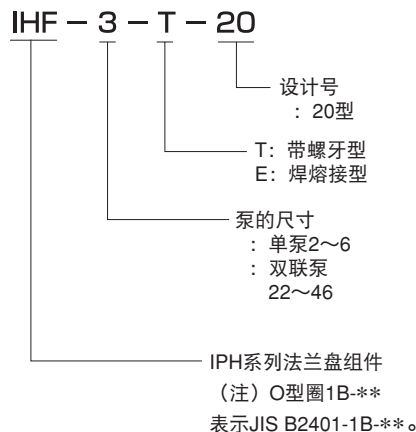 IHF - 3 - T - 20
设计号
: 20型
T: 带螺牙型
E: 焊熔接型
泵的尺寸
: 单泵2～6
: 双联泵
22～46
IPH系列法兰盘组件
（注）O型圈1B-**
表示JIS B2401-1B-**。